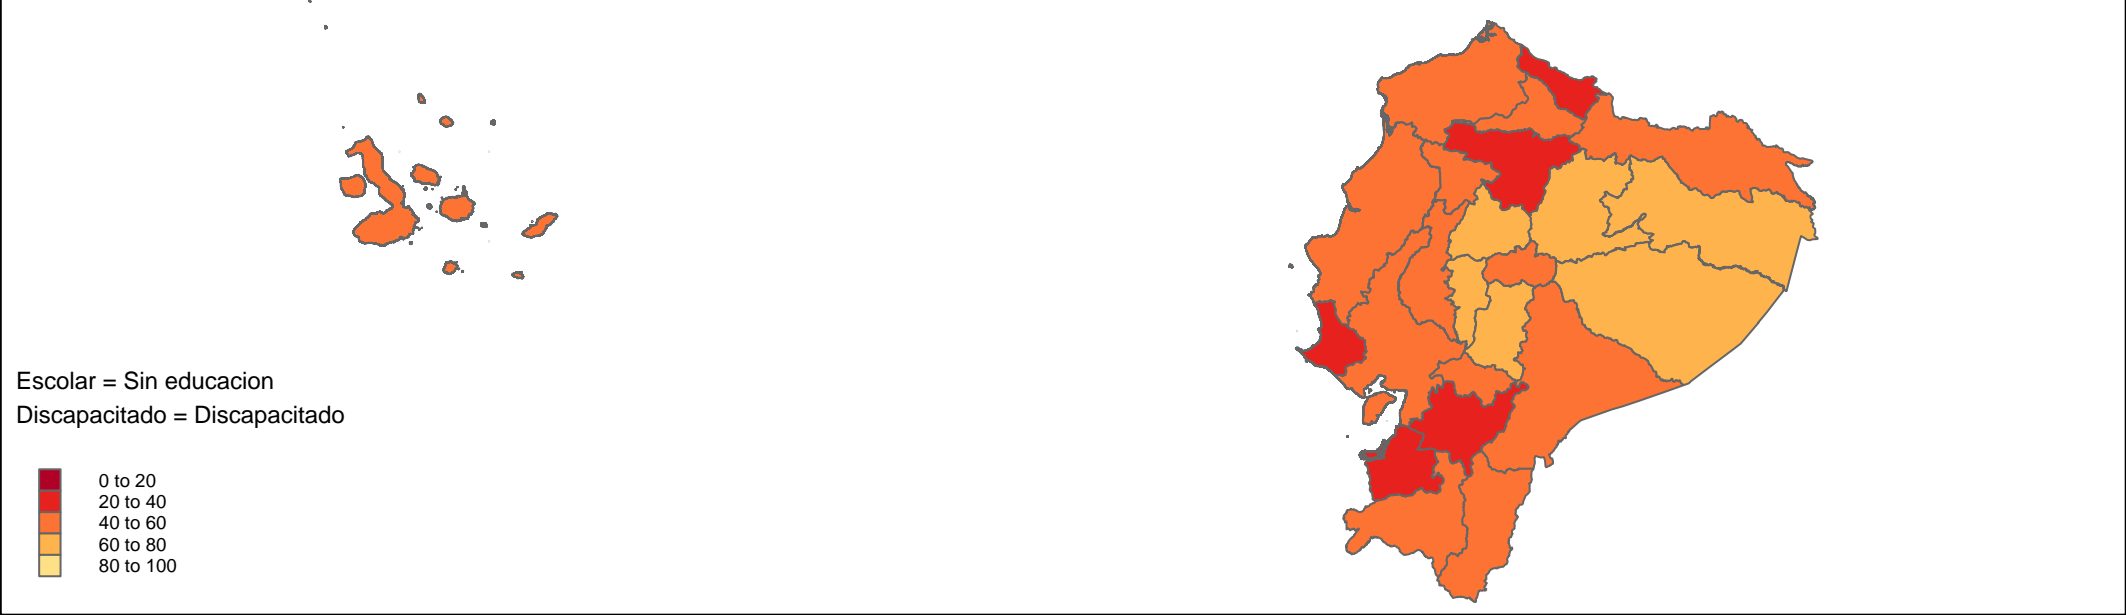 Escolar = Sin educacion
Discapacitado = Discapacitado
0 to 20
20 to 40
40 to 60
60 to 80
80 to 100